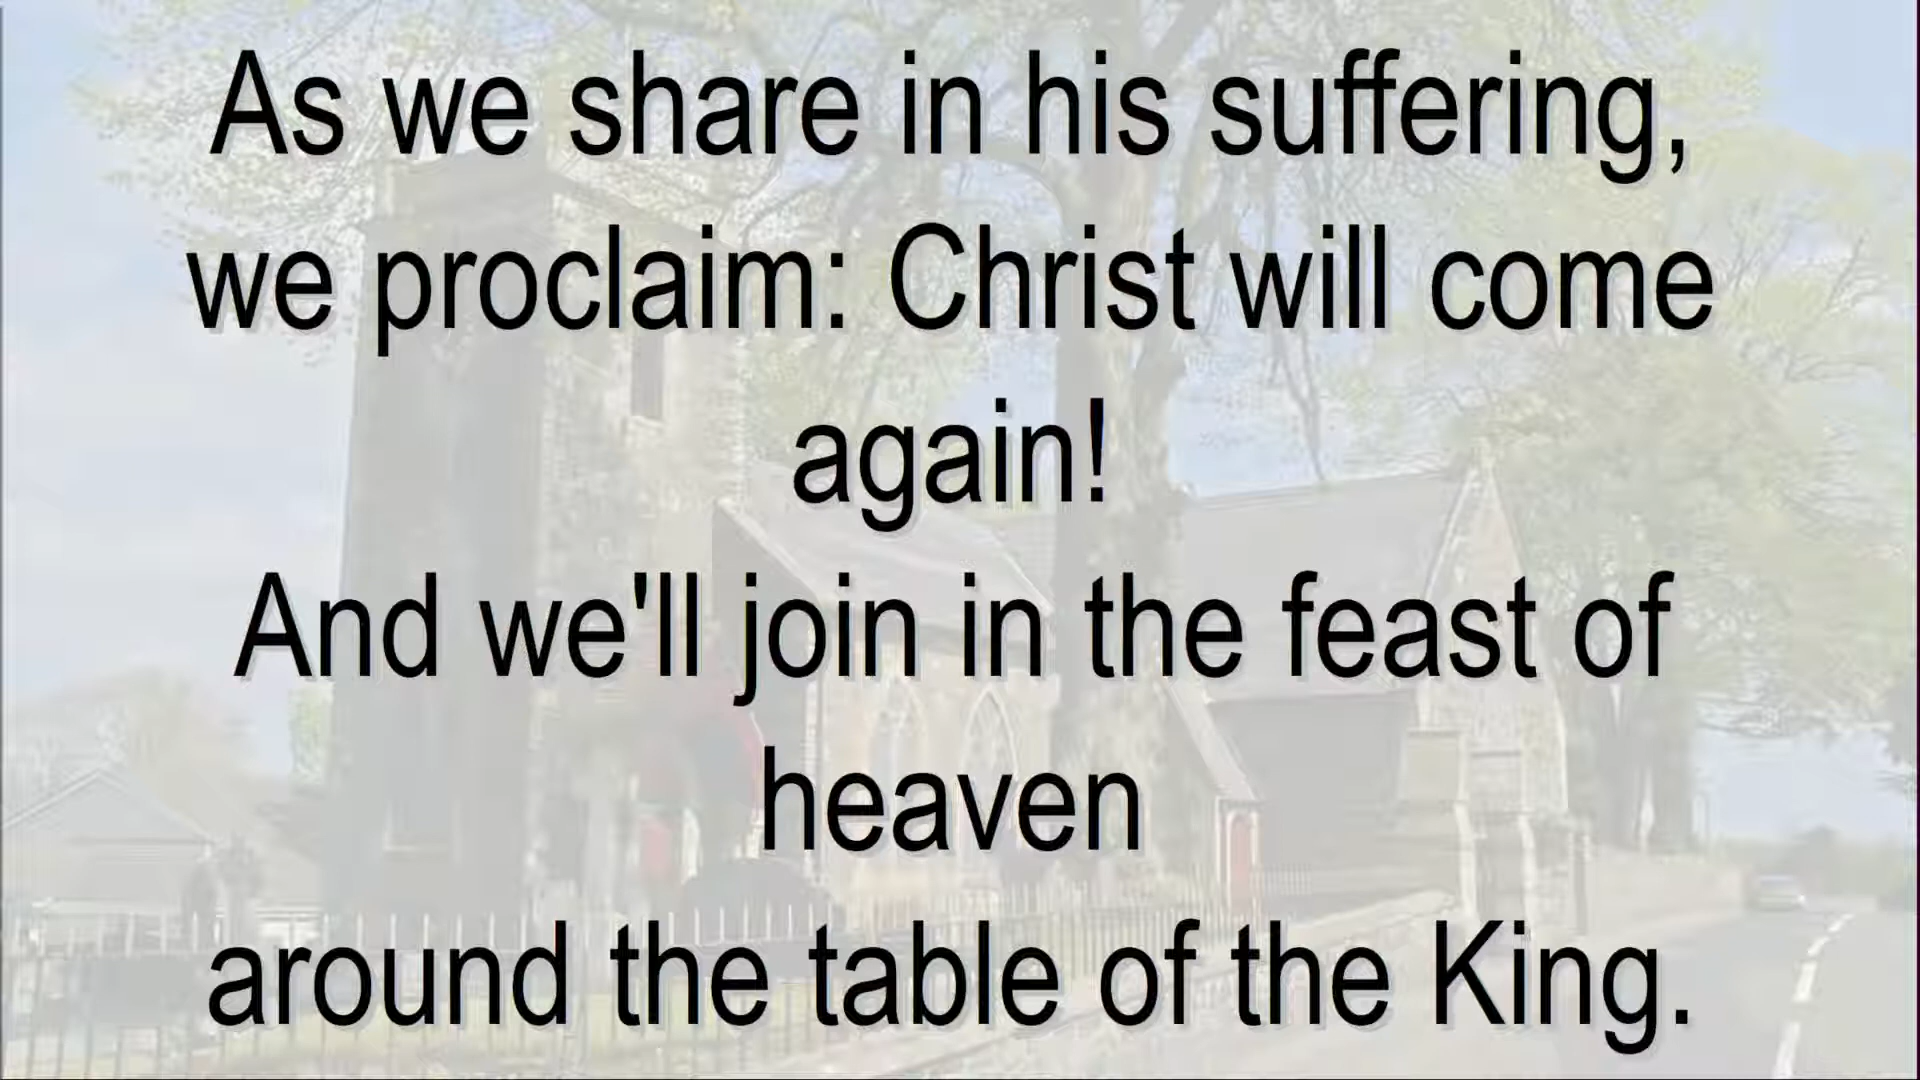 As we share in his suffering,
we proclaim: Christ will come
again!
And we'll join in the feast of
heaven
around the table of the King.